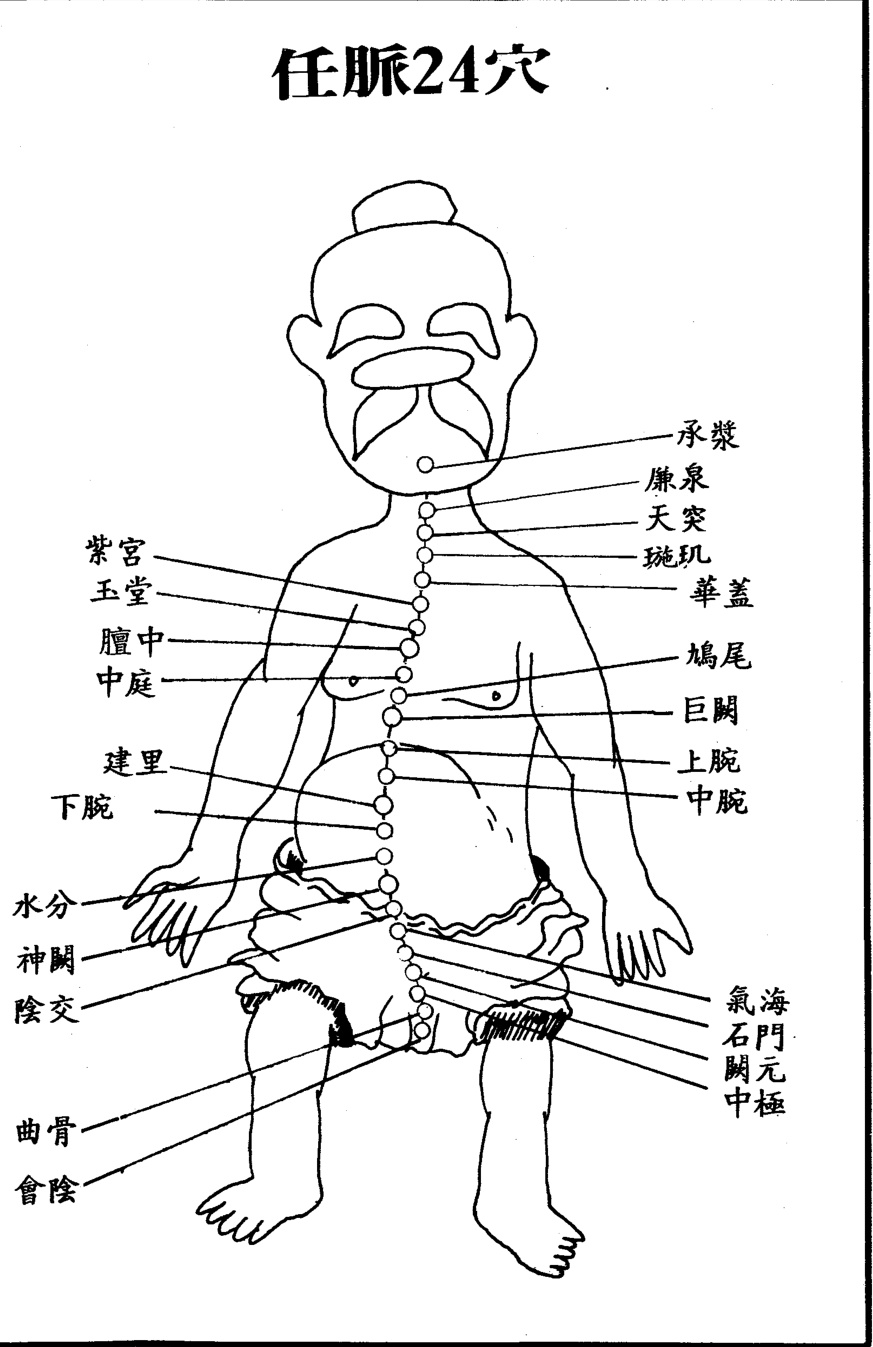 任脈24穴
承漿
廉泉
天突
璇玑
華蓋
紫宮
玉堂
膻中
中庭
鳩尾
巨闕
上脘
中脘
建里
下脘
水分
神闕
陰交
氣海
石門
關元
中極
曲骨
會陰